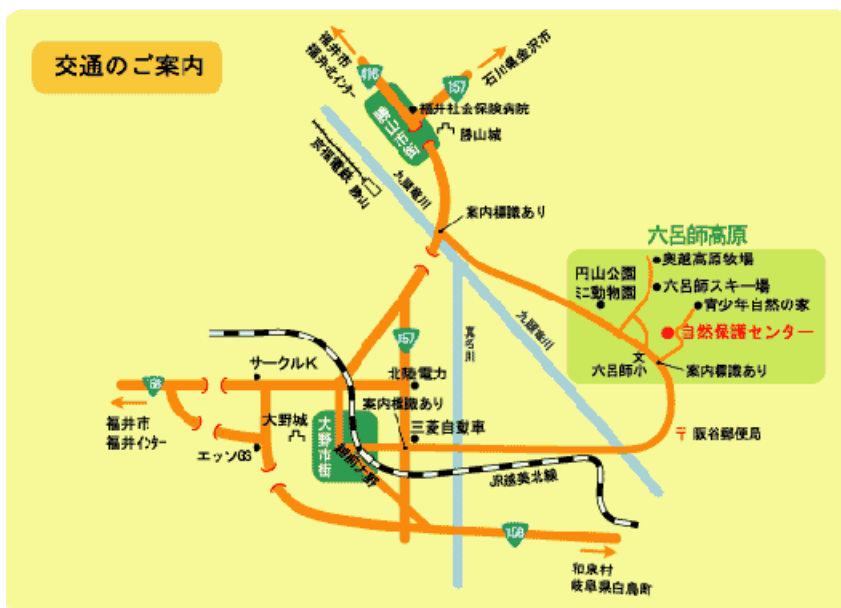 交通のご案内
福井市
福井北インター
416
157
石川県金沢市
福井社会保険病院
勝山市街
勝山城
京福電鉄 勝山
九頭竜川
案内標識あり
六呂師高原
奥越高原牧場
円山公園
ミニ動物園
六呂師スキー場
青少年自然の家
自然保護センター
文
六呂師小
案内標識あり
九頭竜川
真名川
157
サークルK
北陸電力
158
福井市
福井インター
大野城
大野市街
案内標識あり
三菱自動車
〒 阪谷郵便局
エッソGS
越前大野
JR越美北線
158
和泉村
岐阜県白鳥町